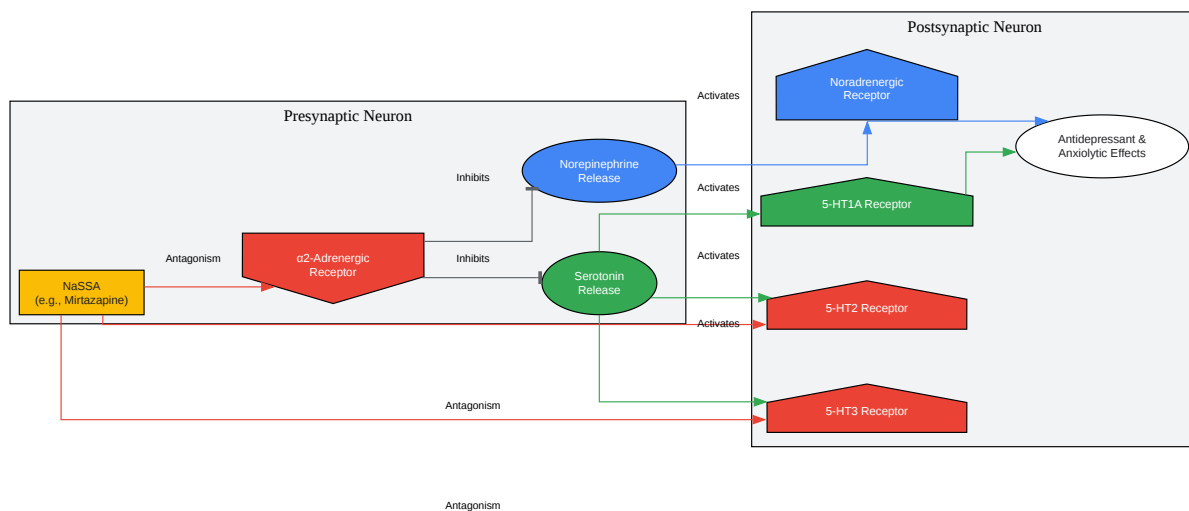 Postsynaptic Neuron
Noradrenergic
Receptor
Activates
Presynaptic Neuron
Antidepressant &
Anxiolytic Effects
Norepinephrine
Release
Inhibits
Activates
5-HT1A Receptor
Antagonism
α2-Adrenergic
Receptor
Inhibits
Activates
Serotonin
Release
NaSSA
(e.g., Mirtazapine)
5-HT2 Receptor
Activates
Antagonism
5-HT3 Receptor
Antagonism